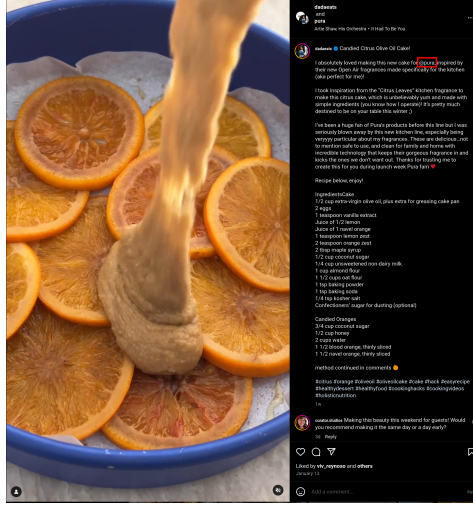 dadaeats
and
pura
Artie Shaw, His Orchestra • It Had To Be You
dadaeats Candied Citrus Olive Oil Cake!
I absolutely loved making this new cake for @pura, inspired by
their new Open Air fragrances made specifically for the kitchen
(aka perfect for me)!
I took inspiration from the "Citrus Leaves" kitchen fragrance to
make this citrus cake, which is unbelievably yum and made with
simple ingredients (you know how I operate)! It's pretty much
destined to be on your table this winter ;)
I've been a huge fan of Pura's products before this line but I was
seriously blown away by this new kitchen line, especially being
veryyyy particular about my fragrances. These are delicious..not
to mention safe to use, and clean for family and home with
incredible technology that keeps their gorgeous fragrance in and
kicks the ones we don't want out. Thanks for trusting me to
create this for you during launch week Pura fam
Recipe below, enjoy!
IngredientsCake
1/2 cup extra-virgin olive oil, plus extra for greasing cake pan
2 eggs
1 teaspoon vanilla extract
Juice of 1/2 lemon
Juice of 1 navel orange
1 teaspoon lemon zest
2 teaspoon orange zest
2 tbsp maple syrup
1/2 cup coconut sugar
1/4 cup unsweetened non-dairy milk
1 cup almond flour
1 1/2 cups oat flour
1 tsp baking powder
1 tsp baking soda
1/4 tsp kosher salt
Confectioners' sugar for dusting (optional)
Candied Oranges
3/4 cup coconut sugar
1/2 cup honey
2 cups water
1 1/2 blood orange, thinly sliced
1 1/2 navel orange, thinly sliced
method continued in comments
#citrus #orange #oliveoil #oliveoilcake #cake #hack #easyrecipe
#healthydessert #healthyfood #cookinghacks #cookingvideos
#holisticnutrition
1w
Making this beauty this weekend for guests! Would
you recommend making it the same day or a day early?
3d Reply
Liked by viv_reynoso and others
January 13
Add a comment...